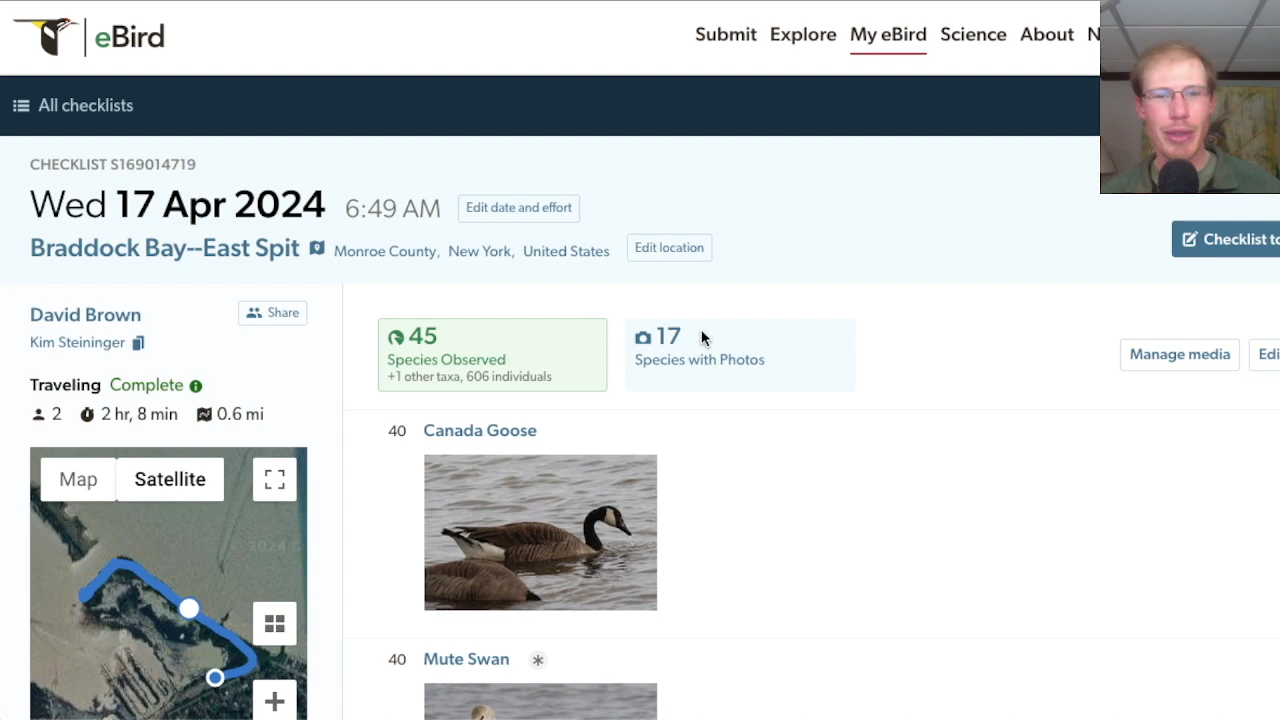 eBird
Submit Explore My eBird Science About N
All checklists
CHECKLIST S169014719
Wed 17 Apr 2024 6:49 AM Edit date and effort
Braddock Bay--East Spit Monroe County, New York, United States Edit location
Checklist to
David Brown Share
Kim Steininger
Traveling Complete
2 2 hr, 8 min 0.6 mi
Map Satellite
45
Species Observed
+1 other taxa, 606 individuals
17
Species with Photos
Manage media Edi
40 Canada Goose
40 Mute Swan